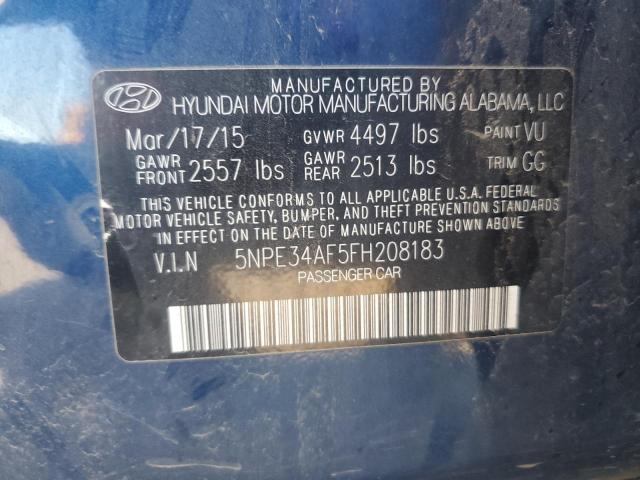 MANUFACTURED BY
HYUNDAI MOTOR MANUFACTURING ALABAMA, LLC
Mar/17/15 GVWR 4497 lbs PAINT VU
GAWR FRONT 2557 lbs GAWR REAR 2513 lbs TRIM GG
THIS VEHICLE CONFORMS TO ALL APPLICABLE U.S.A. FEDERAL
MOTOR VEHICLE SAFETY, BUMPER, AND THEFT PREVENTION STANDARDS
IN EFFECT ON THE DATE OF MANUFACTURE SHOWN ABOVE.
V.I.N 5NPE34AF5FH208183
PASSENGER CAR